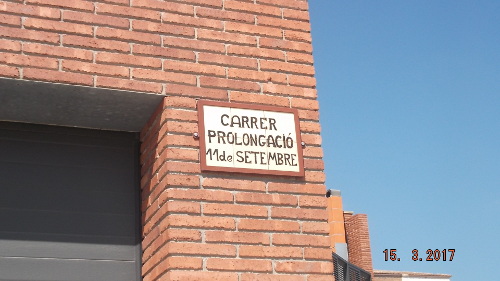 CARRER
PROLONGACIÓ
11 de SETEMBRE
15. 3.2017